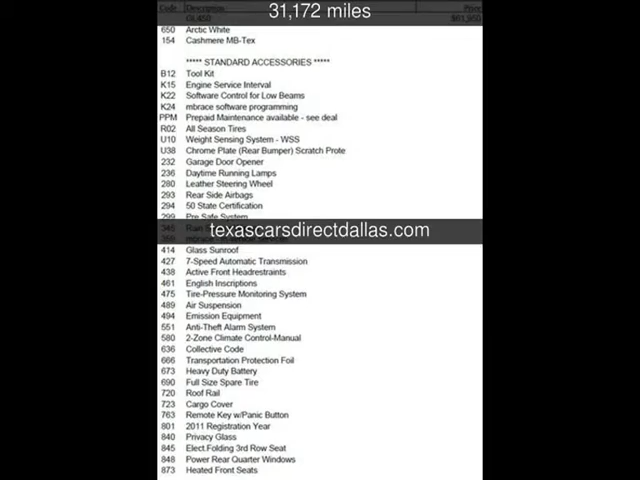 31,172 miles
Code Description Price
GL450 $61,950
650 Arctic White
154 Cashmere MB-Tex
***** STANDARD ACCESSORIES *****
B12 Tool Kit
K15 Engine Service Interval
K22 Software Control for Low Beams
K24 mbrace software programming
PPM Prepaid Maintenance available - see deal
R02 All Season Tires
U10 Weight Sensing System - WSS
U38 Chrome Plate (Rear Bumper) Scratch Prote
232 Garage Door Opener
236 Daytime Running Lamps
280 Leather Steering Wheel
293 Rear Side Airbags
294 50 State Certification
299 Pre Safe System
345 Rain
texascarsdirectdallas.com
414 Glass Sunroof
427 7-Speed Automatic Transmission
438 Active Front Headrestraints
461 English Inscriptions
475 Tire-Pressure Monitoring System
489 Air Suspension
494 Emission Equipment
551 Anti-Theft Alarm System
580 2-Zone Climate Control-Manual
636 Collective Code
666 Transportation Protection Foil
673 Heavy Duty Battery
690 Full Size Spare Tire
720 Roof Rail
723 Cargo Cover
763 Remote Key w/Panic Button
801 2011 Registration Year
840 Privacy Glass
845 Elect.Folding 3rd Row Seat
848 Power Rear Quarter Windows
873 Heated Front Seats